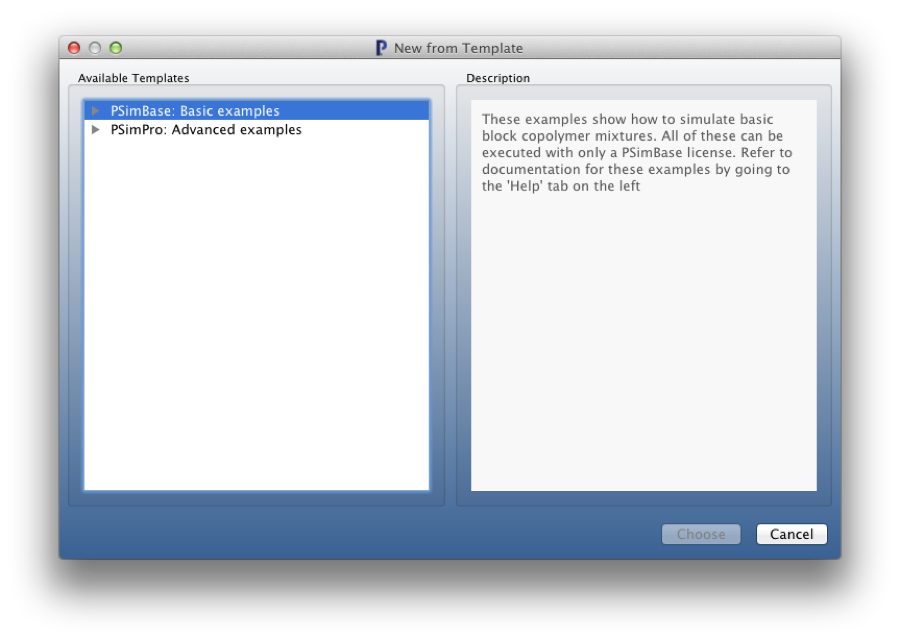 New from Template
Available Templates
PSimBase: Basic examples
PSimPro: Advanced examples
Description
These examples show how to simulate basic
block copolymer mixtures. All of these can be
executed with only a PSimBase license. Refer to
documentation for these examples by going to
the 'Help' tab on the left
Choose
Cancel